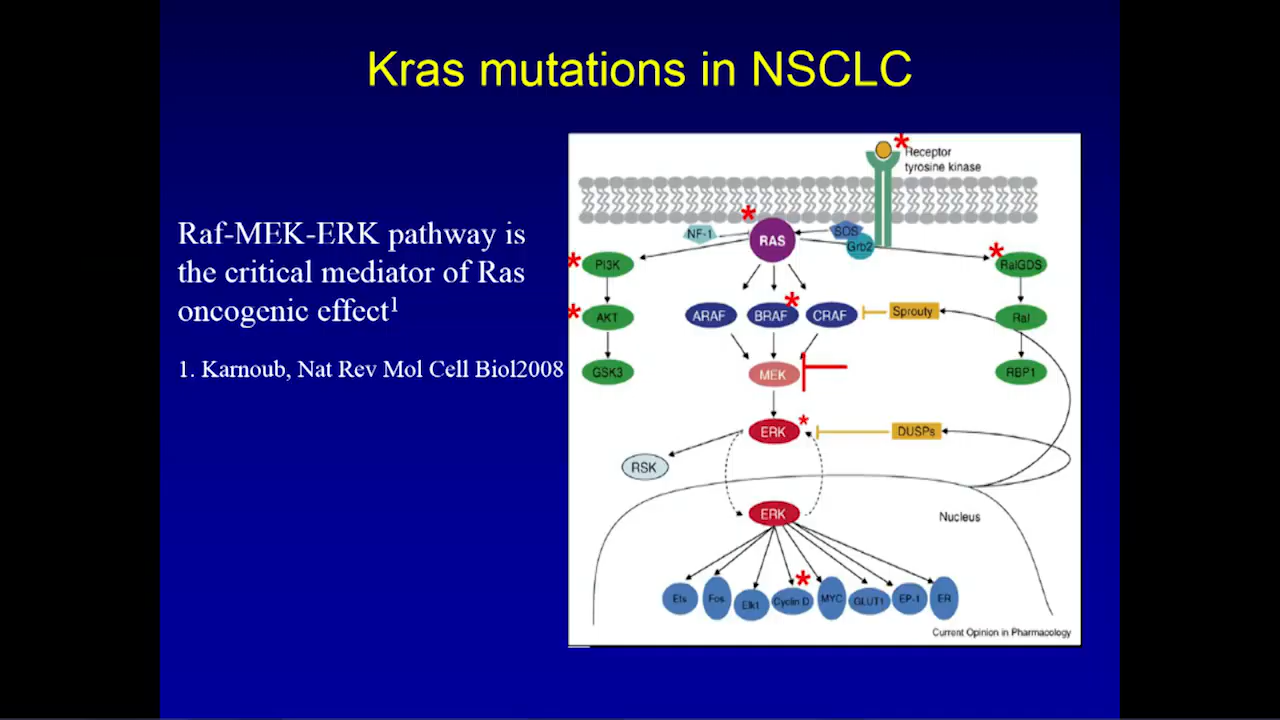 Kras mutations in NSCLC
Raf-MEK-ERK pathway is
the critical mediator of Ras
oncogenic effect1
1. Karnoub, Nat Rev Mol Cell Biol2008
*
Receptor
tyrosine kinase
*
NF-1
RAS
SOS
Grb2
*
PI3K
*
RalGDS
*
AKT
ARAF
BRAF
*
CRAF
Sprouty
Ral
GSK3
MEK
RBP1
ERK
*
DUSPs
RSK
ERK
Nucleus
*
Ets
Fos
Elk1
Cyclin D
MYC
GLUT1
EP-1
ER
Current Opinion in Pharmacology